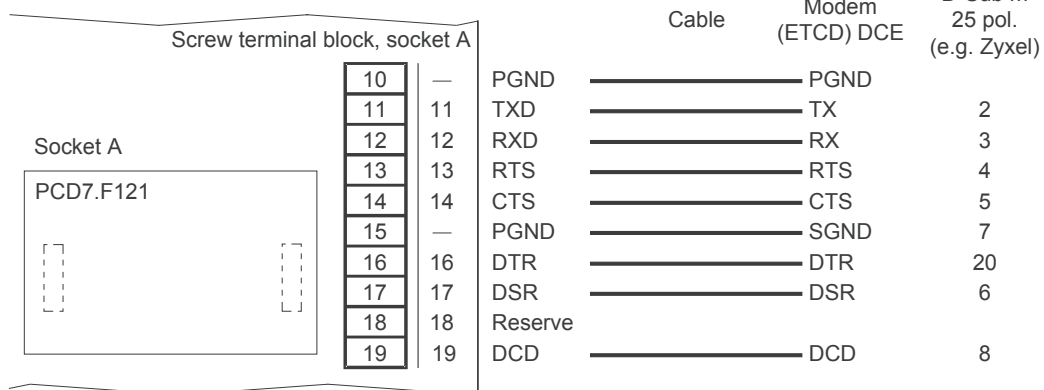 D-Sub M
Modem
Cable 25 pol.
(ETCD) DCE
(e.g. Zyxel)
Screw terminal block, socket A
10 — PGND PGND
11 11 TXD TX 2
12 12 RXD RX 3
Socket A
13 13 RTS RTS 4
PCD7.F121
14 14 CTS CTS 5
15 — PGND SGND 7
16 16 DTR DTR 20
17 17 DSR DSR 6
18 18 Reserve
19 19 DCD DCD 8